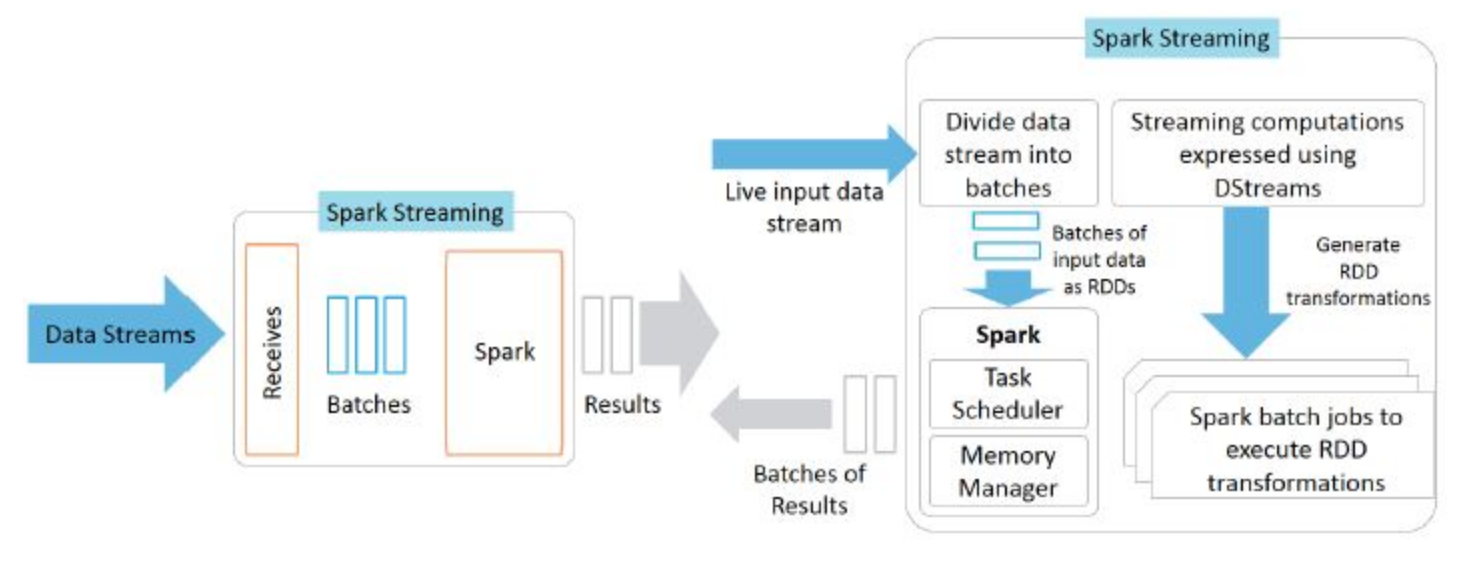 Spark Streaming
Data Streams
Receives
Batches
Spark
Results
Spark Streaming
Live input data
stream
Divide data
stream into
batches
Streaming computations
expressed using
DStreams
Batches of
input data
as RDDs
Generate
RDD
transformations
Spark
Task
Scheduler
Memory
Manager
Batches of
Results
Spark batch jobs to
execute RDD
transformations